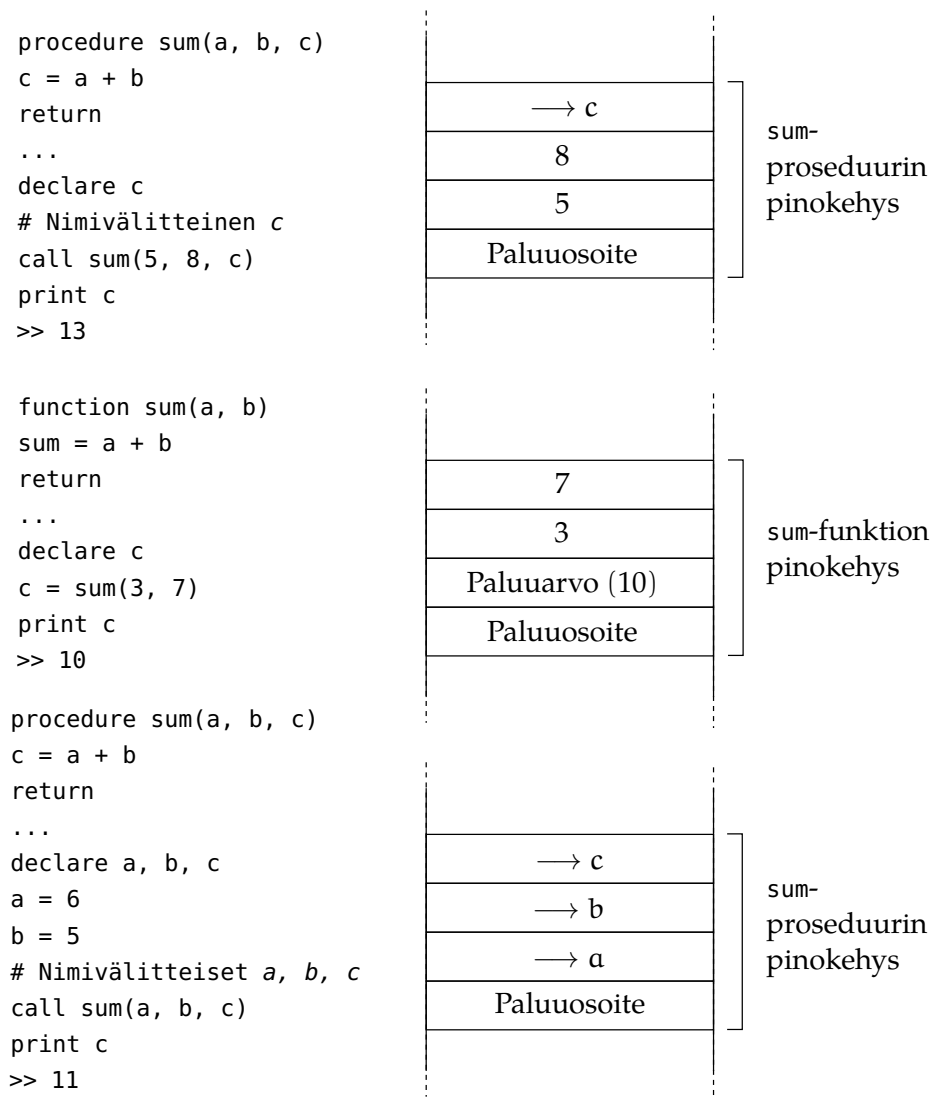 procedure sum(a, b, c)
c = a + b
return
...
declare c
# Nimivälitteinen c
call sum(5, 8, c)
print c
>> 13
⟶ c
8
5
Paluuosoite
sum-
proseduurin
pinokehys
function sum(a, b)
sum = a + b
return
...
declare c
c = sum(3, 7)
print c
>> 10
7
3
Paluuarvo (10)
Paluuosoite
sum-funktion
pinokehys
procedure sum(a, b, c)
c = a + b
return
...
declare a, b, c
a = 6
b = 5
# Nimivälitteiset a, b, c
call sum(a, b, c)
print c
>> 11
⟶ c
⟶ b
⟶ a
Paluuosoite
sum-
proseduurin
pinokehys